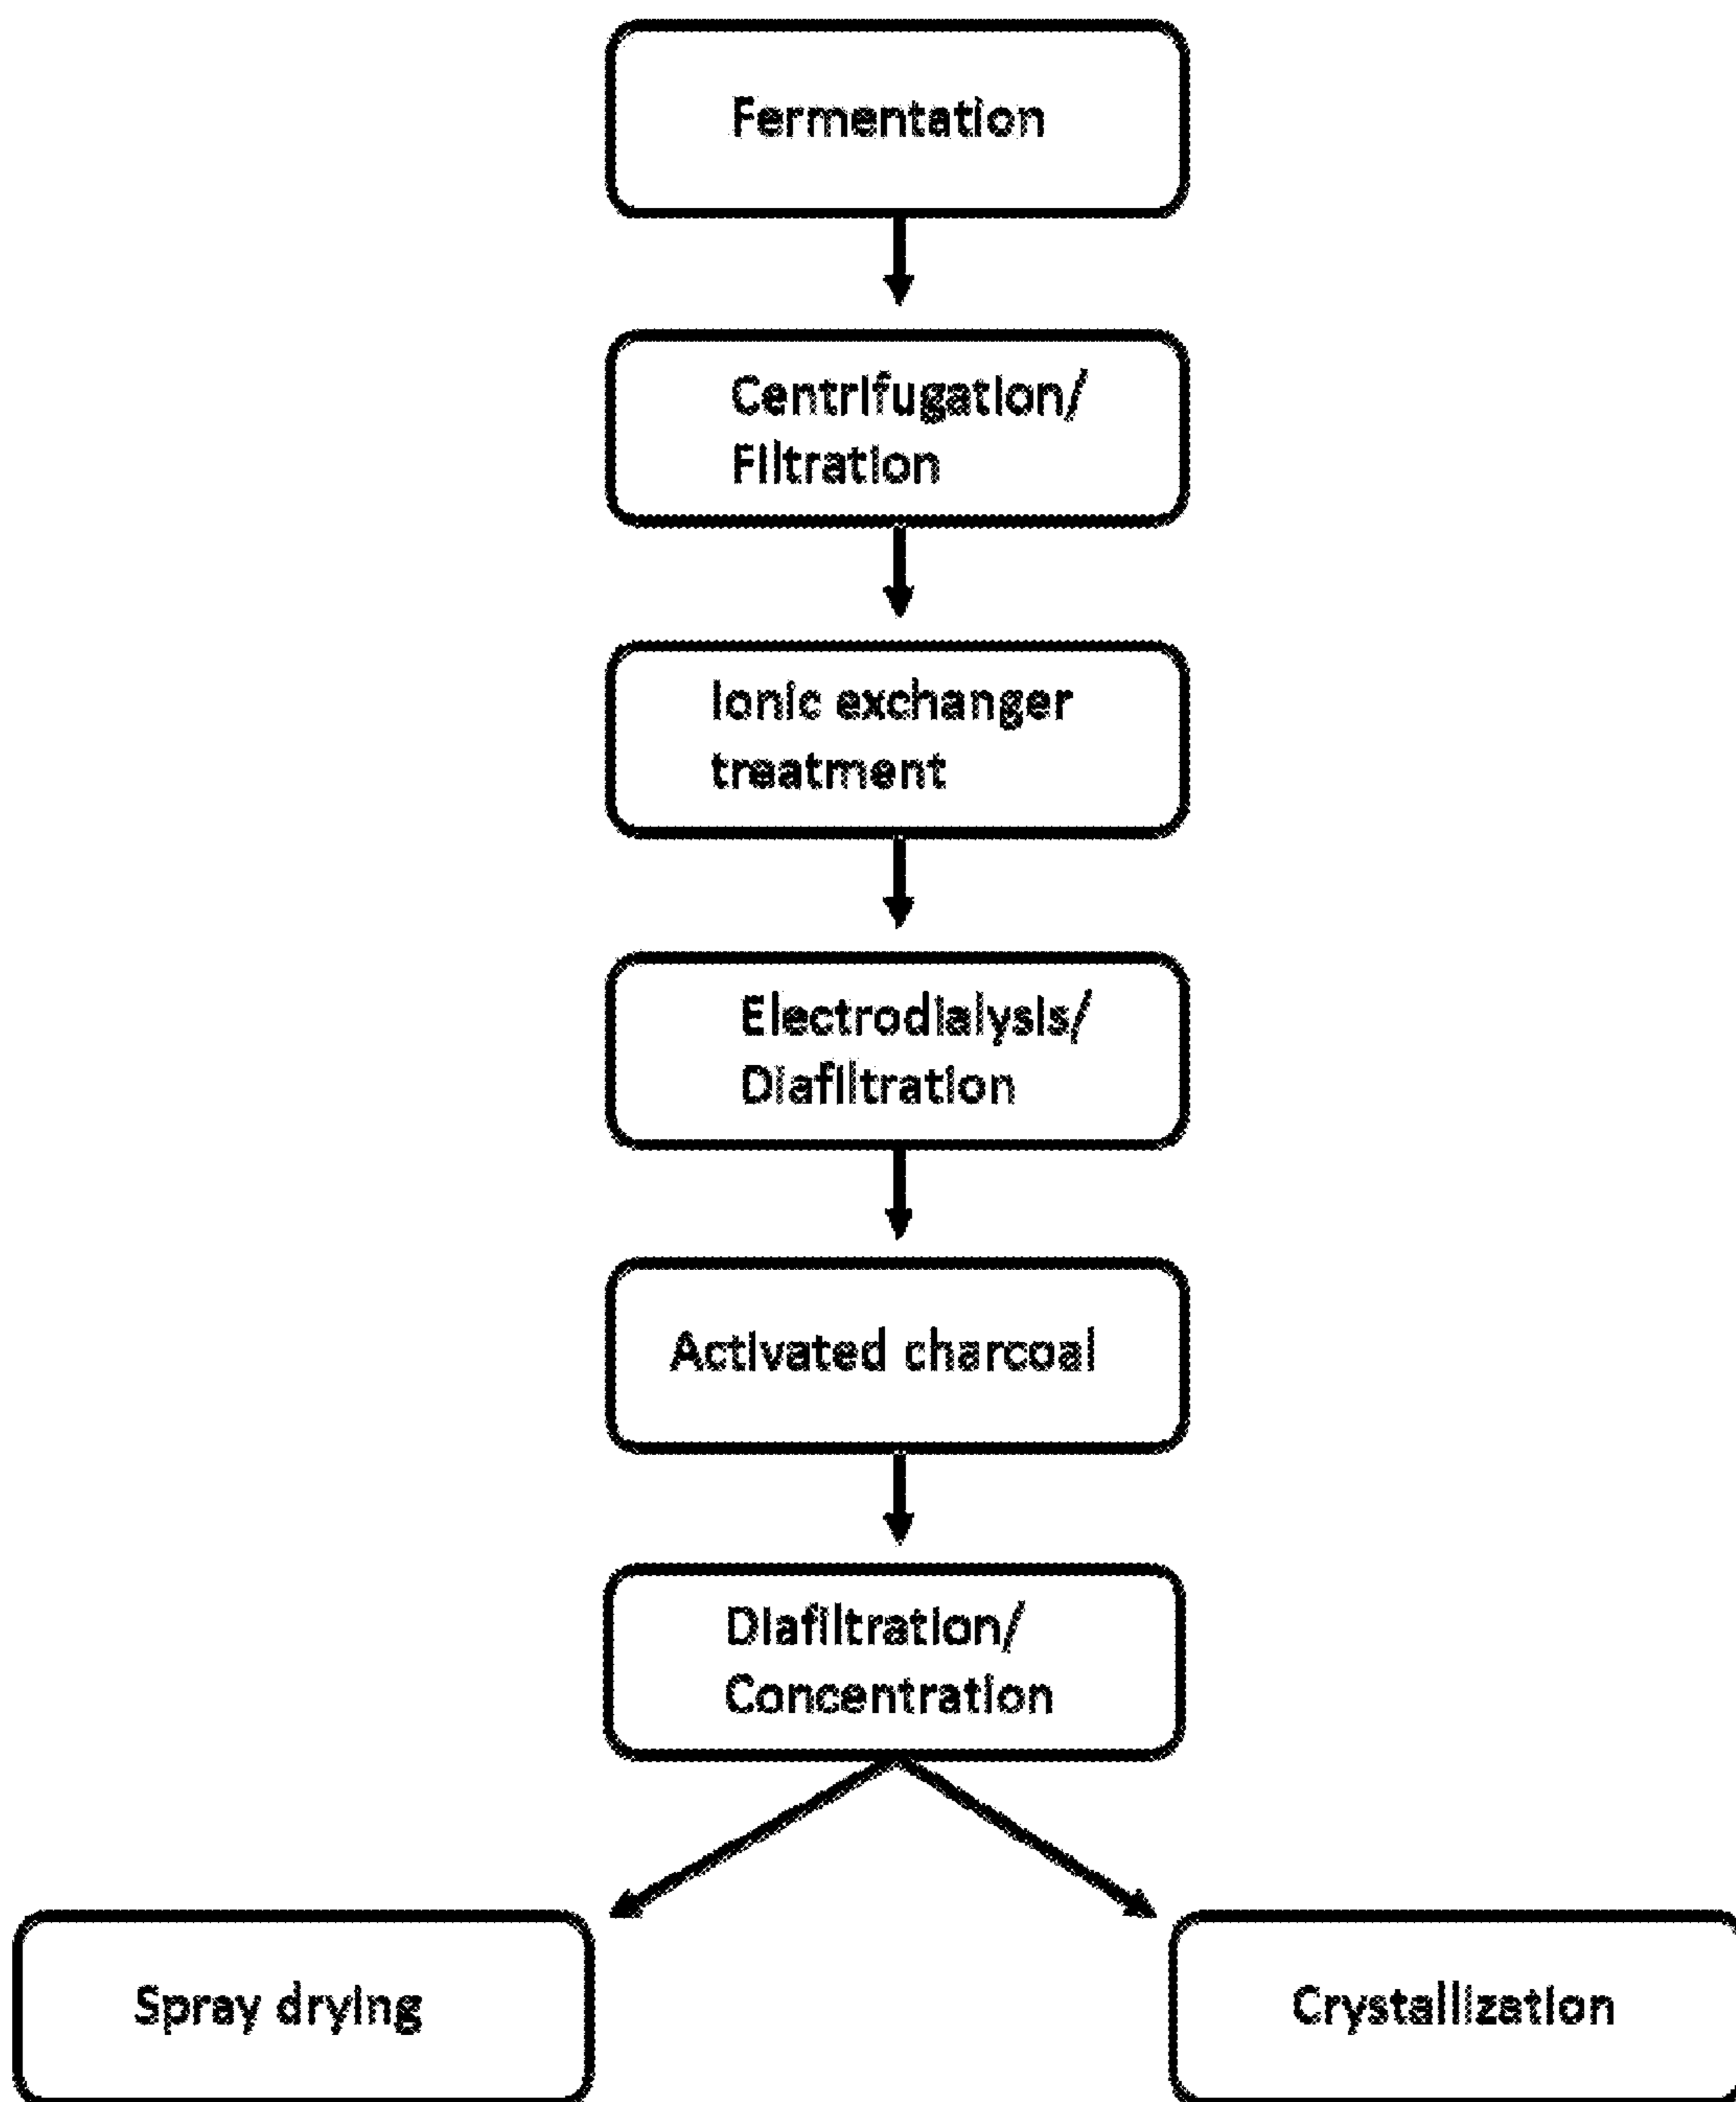 Fermentation
Centrifugation/
Filtration
Ionic exchanger
treatment
Electrodialysis/
Diafiltration
Activated charcoal
Diafiltration/
Concentration
Spray drying
Crystallization